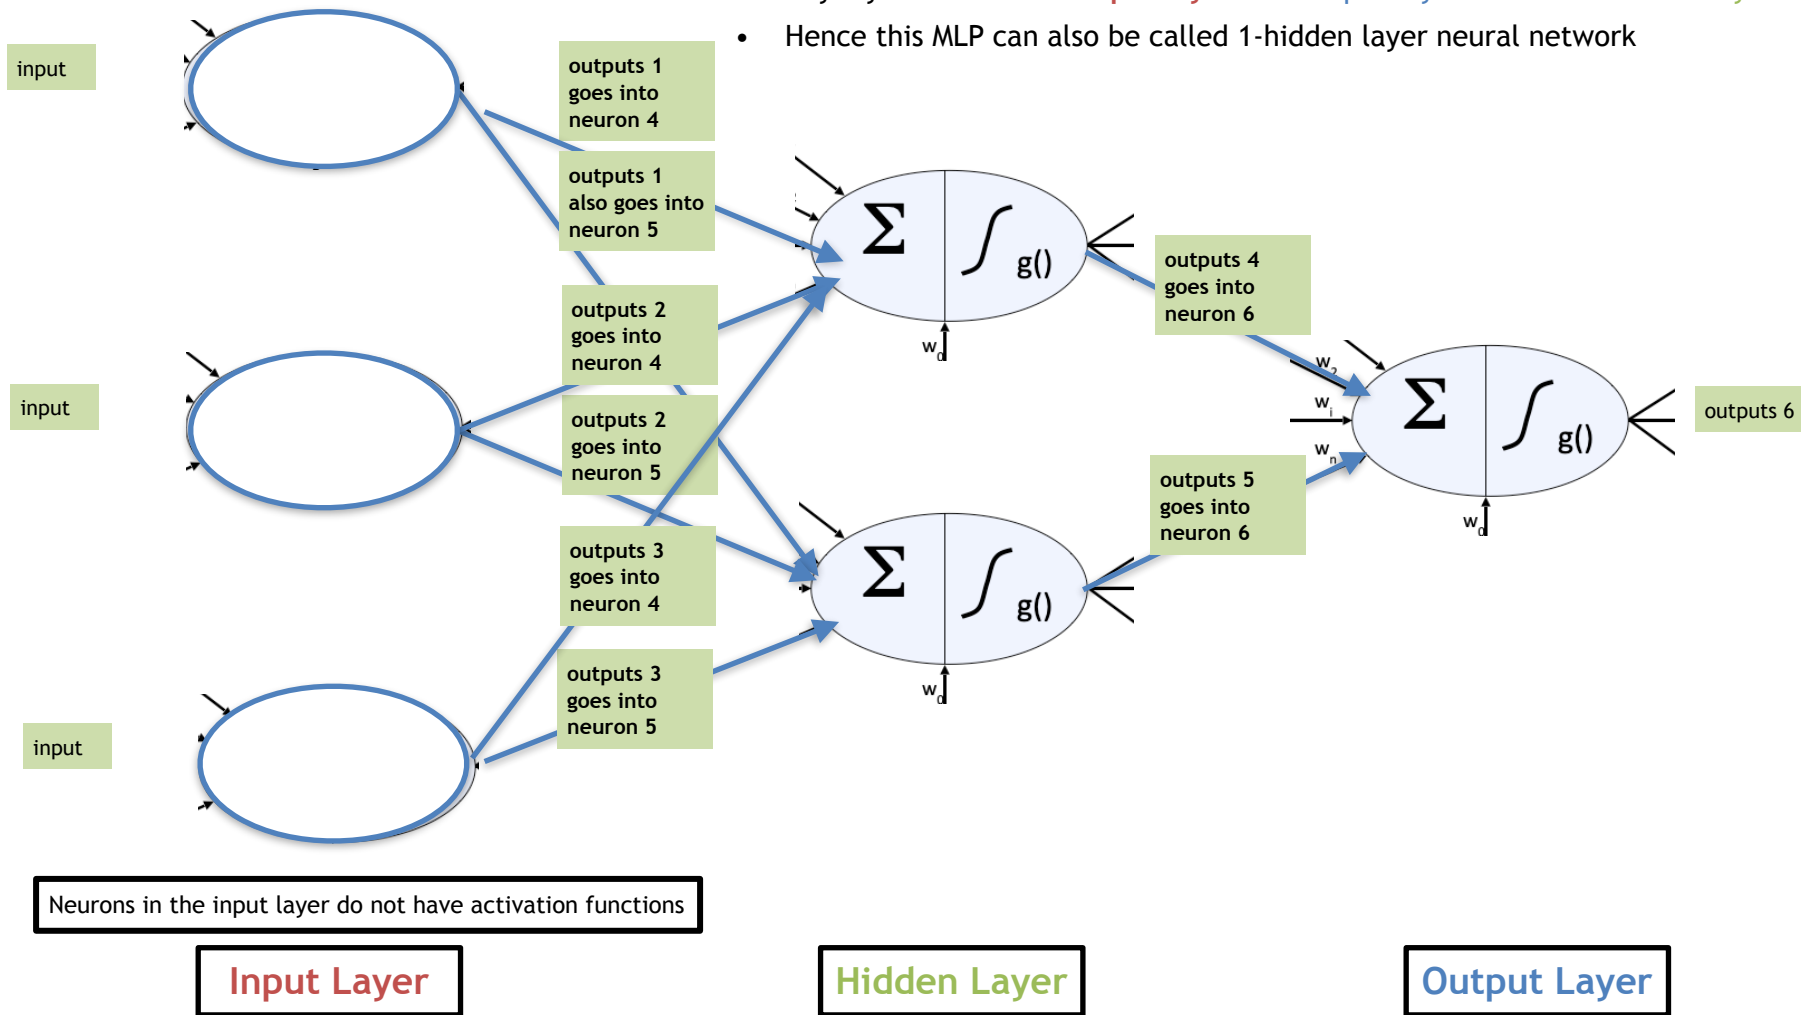 • Hence this MLP can also be called 1-hidden layer neural network
input
outputs 1
goes into
neuron 4
outputs 1
also goes into
neuron 5
Σ
g()
w0
outputs 2
goes into
neuron 4
input
outputs 2
goes into
neuron 5
outputs 4
goes into
neuron 6
w2
wi
wn
Σ
g()
w0
outputs 6
outputs 5
goes into
neuron 6
Σ
g()
w0
outputs 3
goes into
neuron 4
input
outputs 3
goes into
neuron 5
Neurons in the input layer do not have activation functions
Input Layer
Hidden Layer
Output Layer